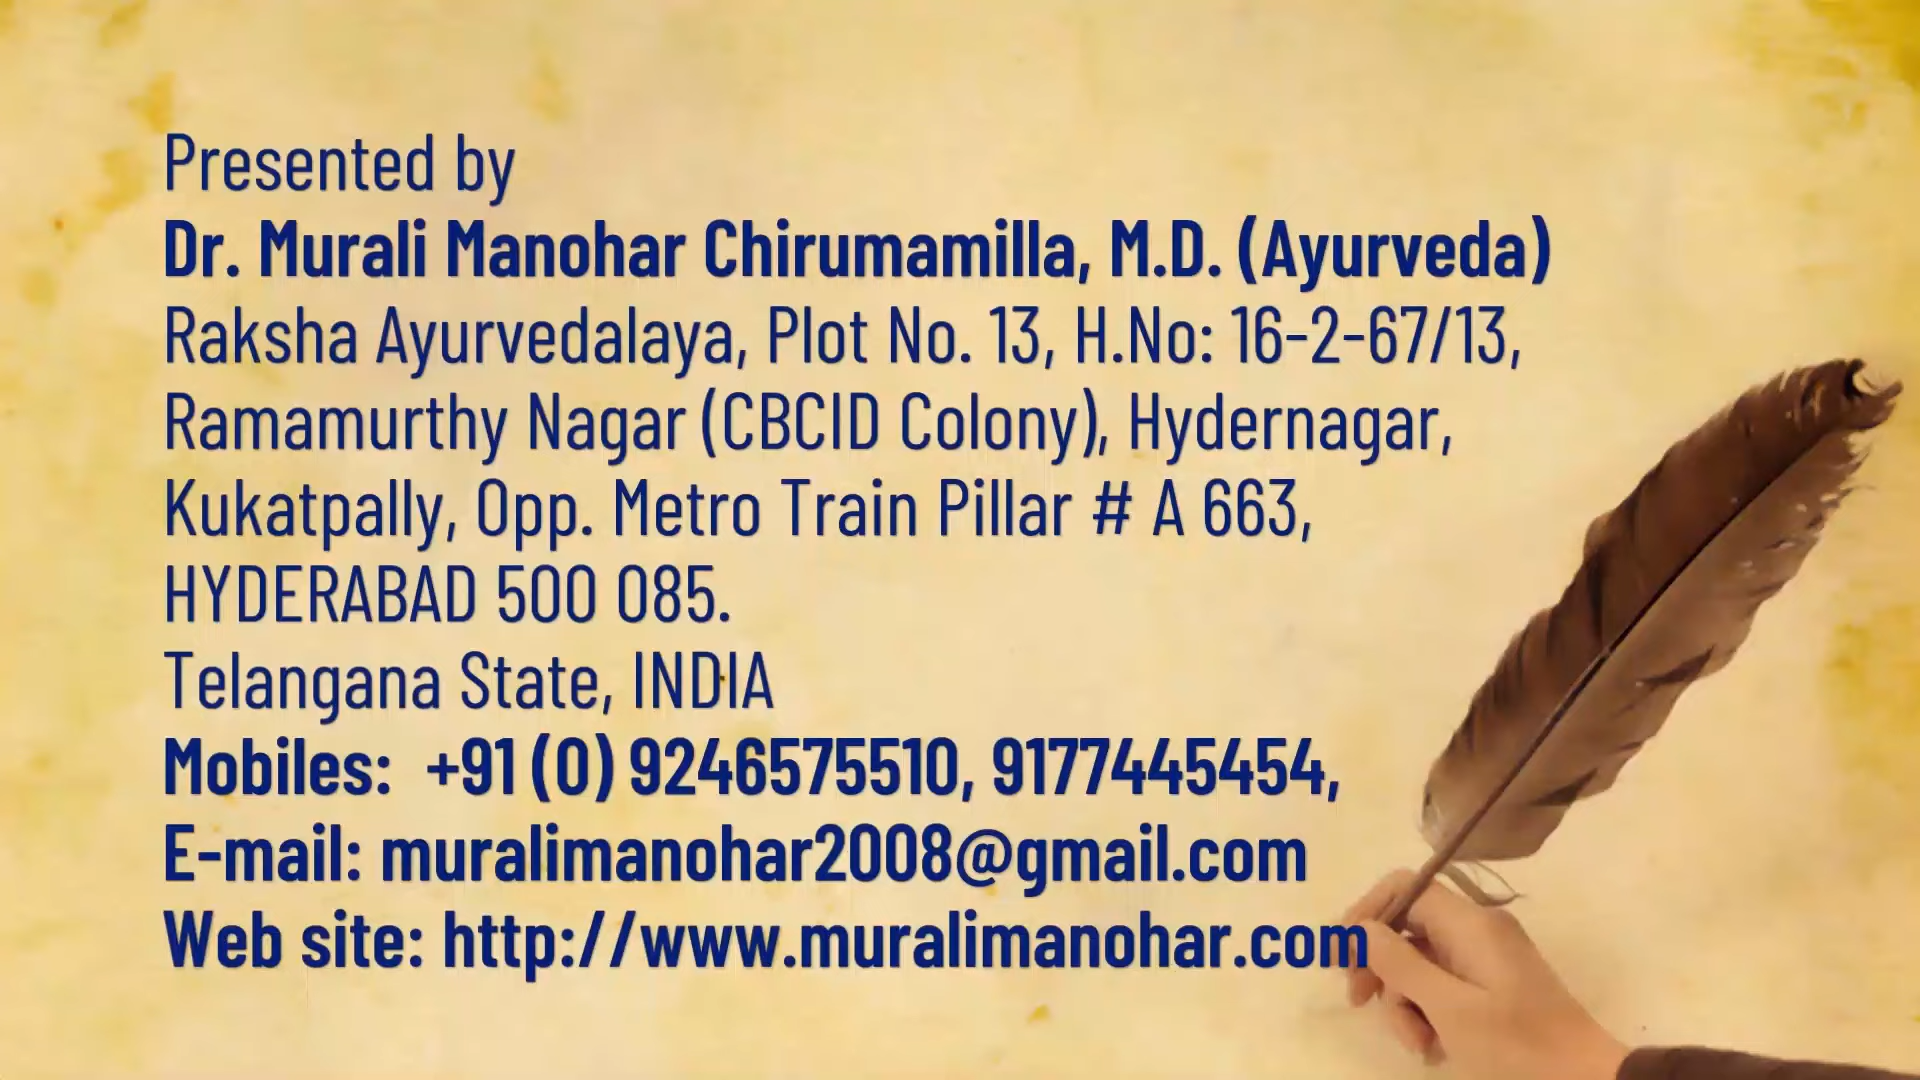 Presented by
Dr. Murali Manohar Chirumamilla, M.D. (Ayurveda)
Raksha Ayurvedalaya, Plot No. 13, H.No: 16-2-67/13,
Ramamurthy Nagar (CBCID Colony), Hydernagar,
Kukatpally, Opp. Metro Train Pillar # A 663,
HYDERABAD 500 085.
Telangana State, INDIA
Mobiles: +91 (0) 9246575510, 9177445454,
E-mail: muralimanohar2008@gmail.com
Web site: http://www.muralimanohar.com